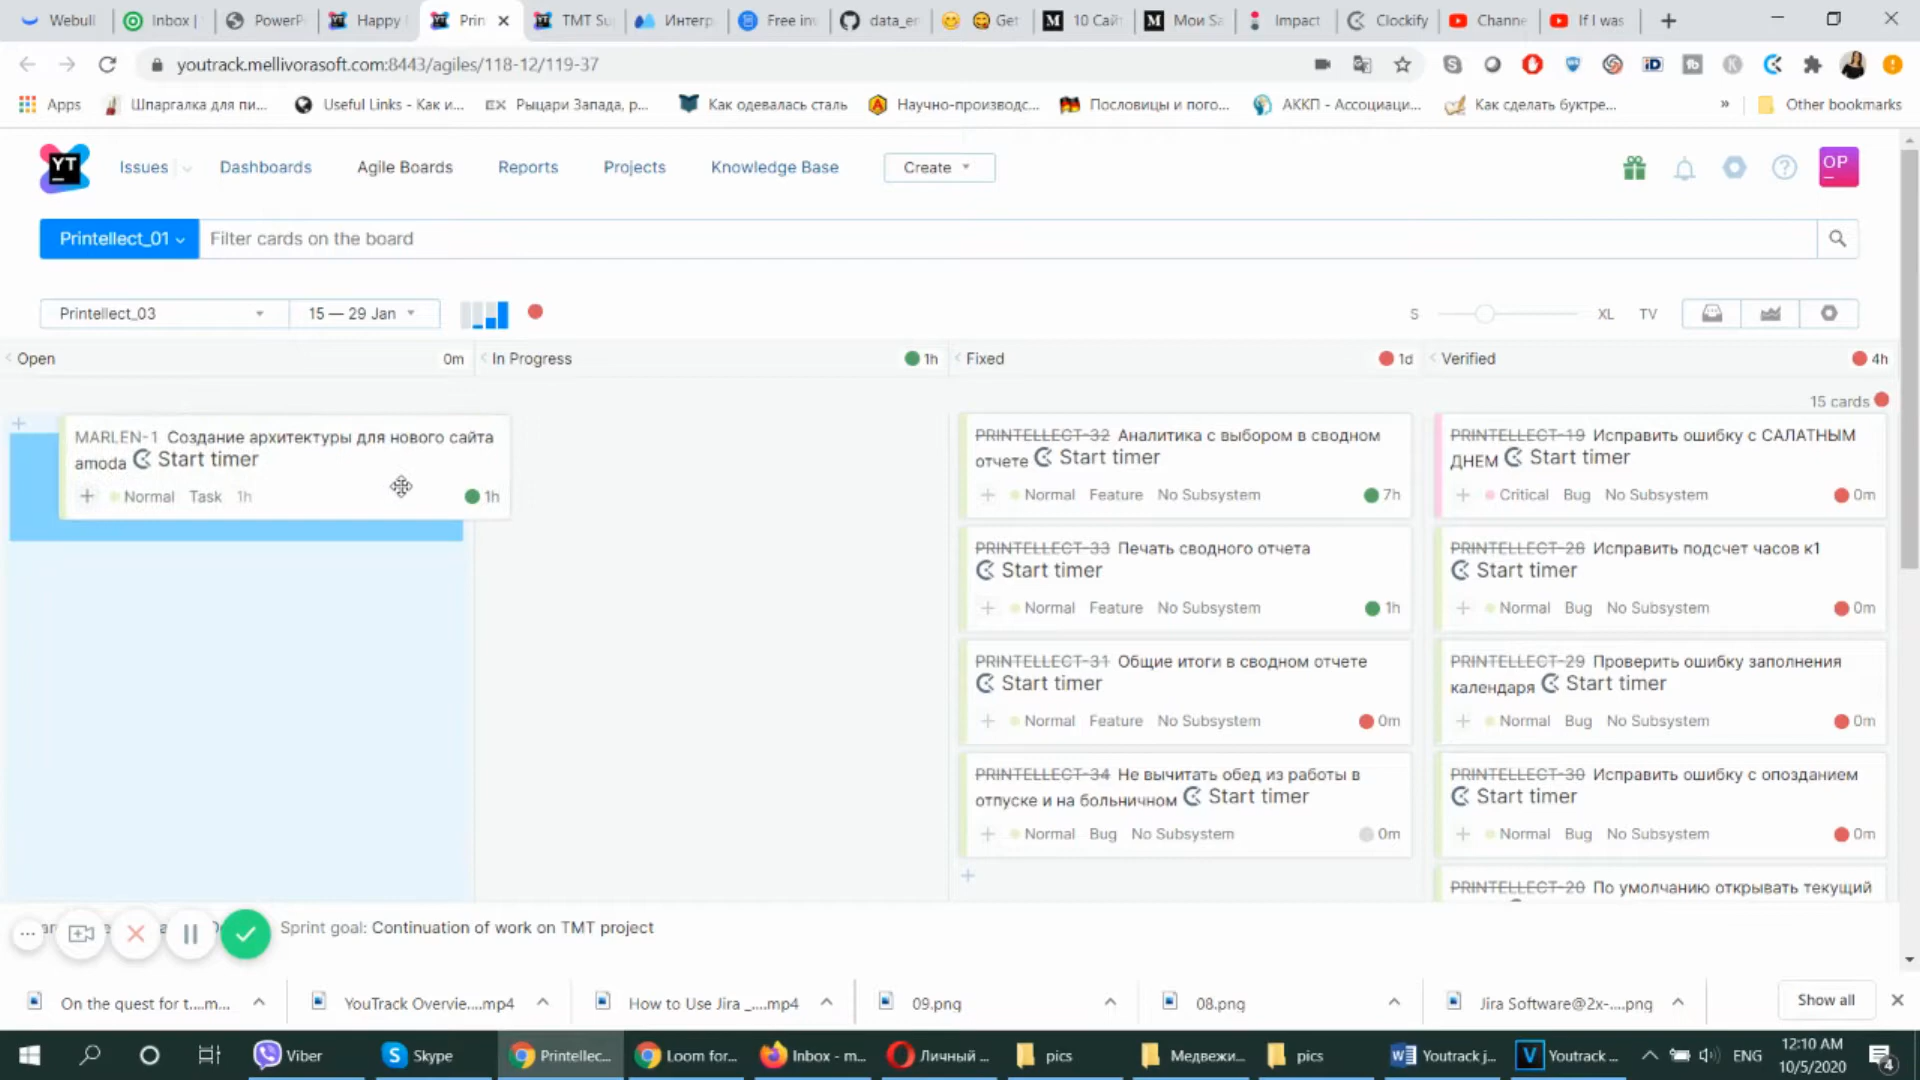 Webull
Inbox |
PowerP
Happy
Prin
TMT Su
Интегр
Free inv
data_en
Get
10 Сай
Мои Sa
Impact
Clockify
Channe
If I was
youtrack.mellivorasoft.com:8443/agiles/118-12/119-37
Apps
Шпаргалка для пи...
Useful Links - Как и...
EX Рыцари Запада, р...
Как одевалась сталь
Научно-производс...
Пословицы и пого...
АККП - Ассоциаци...
Как сделать буктре...
»
Other bookmarks
YT
Issues
Dashboards
Agile Boards
Reports
Projects
Knowledge Base
Create
OP
Printellect_01
Filter cards on the board
Printellect_03
15 — 29 Jan
S
XL
TV
Open 0m
In Progress 1h
Fixed 1d
Verified 4h
15 cards
MARLEN-1 Создание архитектуры для нового сайта
amoda Start timer
Normal Task 1h 1h
PRINTELLECT-32 Аналитика с выбором в сводном
отчете Start timer
Normal Feature No Subsystem 7h
PRINTELLECT-33 Печать сводного отчета
Start timer
Normal Feature No Subsystem 1h
PRINTELLECT-31 Общие итоги в сводном отчете
Start timer
Normal Feature No Subsystem 0m
PRINTELLECT-34 Не вычитать обед из работы в
отпуске и на больничном Start timer
Normal Bug No Subsystem 0m
PRINTELLECT-19 Исправить ошибку с САЛАТНЫМ
ДНЕМ Start timer
Critical Bug No Subsystem 0m
PRINTELLECT-28 Исправить подсчет часов к1
Start timer
Normal Bug No Subsystem 0m
PRINTELLECT-29 Проверить ошибку заполнения
календаря Start timer
Normal Bug No Subsystem 0m
PRINTELLECT-30 Исправить ошибку с опозданием
Start timer
Normal Bug No Subsystem 0m
PRINTELLECT-20 По умолчанию открывать текущий
Sprint goal: Continuation of work on TMT project
On the quest for t....m...
YouTrack Overvie....mp4
How to Use Jira _....mp4
09.png
08.png
Jira Software@2x-....png
Show all
Viber
Skype
Printellec...
Loom for...
Inbox - m...
Личный ...
pics
Медвежи...
pics
Youtrack j...
Youtrack ...
ENG
12:10 AM
10/5/2020
4